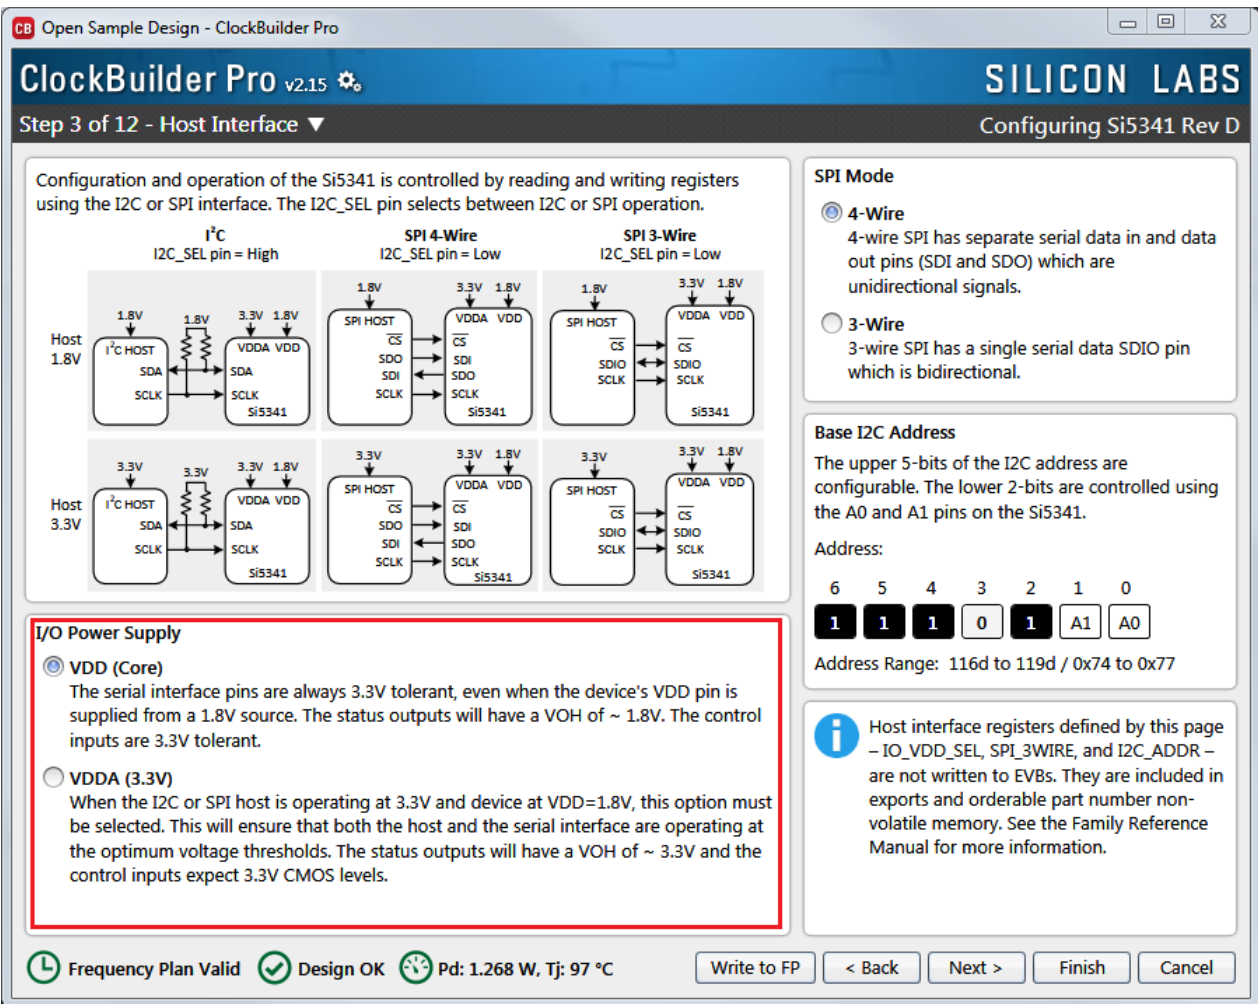 CB Open Sample Design - ClockBuilder Pro
ClockBuilder Pro v2.15
SILICON LABS
Step 3 of 12 - Host Interface ▼
Configuring Si5341 Rev D
Configuration and operation of the Si5341 is controlled by reading and writing registers
using the I2C or SPI interface. The I2C_SEL pin selects between I2C or SPI operation.
I²C
I2C_SEL pin = High
SPI 4-Wire
I2C_SEL pin = Low
SPI 3-Wire
I2C_SEL pin = Low
Host
1.8V
1.8V
1.8V
3.3V 1.8V
I²C HOST
VDDA VDD
SDA
SDA
SCLK
SCLK
Si5341
1.8V
3.3V 1.8V
SPI HOST
VDDA VDD
CS
CS
SDO
SDI
SDI
SDO
SCLK
SCLK
Si5341
1.8V
3.3V 1.8V
SPI HOST
VDDA VDD
CS
CS
SDIO
SDIO
SCLK
SCLK
Si5341
Host
3.3V
3.3V
3.3V
3.3V 1.8V
I²C HOST
VDDA VDD
SDA
SDA
SCLK
SCLK
Si5341
3.3V
3.3V 1.8V
SPI HOST
VDDA VDD
CS
CS
SDO
SDI
SDI
SDO
SCLK
SCLK
Si5341
3.3V
3.3V 1.8V
SPI HOST
VDDA VDD
CS
CS
SDIO
SDIO
SCLK
SCLK
Si5341
I/O Power Supply
VDD (Core)
The serial interface pins are always 3.3V tolerant, even when the device's VDD pin is
supplied from a 1.8V source. The status outputs will have a VOH of ~ 1.8V. The control
inputs are 3.3V tolerant.
VDDA (3.3V)
When the I2C or SPI host is operating at 3.3V and device at VDD=1.8V, this option must
be selected. This will ensure that both the host and the serial interface are operating at
the optimum voltage thresholds. The status outputs will have a VOH of ~ 3.3V and the
control inputs expect 3.3V CMOS levels.
SPI Mode
4-Wire
4-wire SPI has separate serial data in and data
out pins (SDI and SDO) which are
unidirectional signals.
3-Wire
3-wire SPI has a single serial data SDIO pin
which is bidirectional.
Base I2C Address
The upper 5-bits of the I2C address are
configurable. The lower 2-bits are controlled using
the A0 and A1 pins on the Si5341.
Address:
6 5 4 3 2 1 0
1 1 1 0 1 A1 A0
Address Range: 116d to 119d / 0x74 to 0x77
Host interface registers defined by this page
– IO_VDD_SEL, SPI_3WIRE, and I2C_ADDR –
are not written to EVBs. They are included in
exports and orderable part number non-
volatile memory. See the Family Reference
Manual for more information.
Frequency Plan Valid
Design OK
Pd: 1.268 W, Tj: 97 °C
Write to FP
< Back
Next >
Finish
Cancel